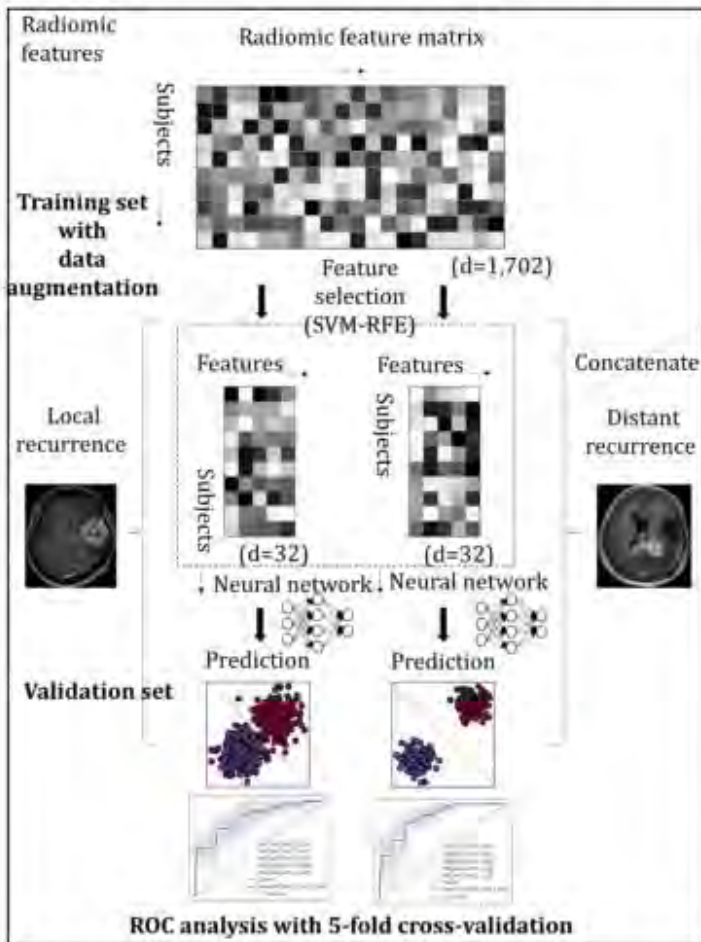 Radiomic
features
Radiomic feature matrix
Subjects
Training set
with
data
augmentation
Feature
selection
(SVM-RFE)
(d=1,702)
Features
Features
Concatenate
Subjects
Subjects
Local
recurrence
Distant
recurrence
(d=32)
(d=32)
Neural network
Neural network
Prediction
Prediction
Validation set
ROC analysis with 5-fold cross-validation